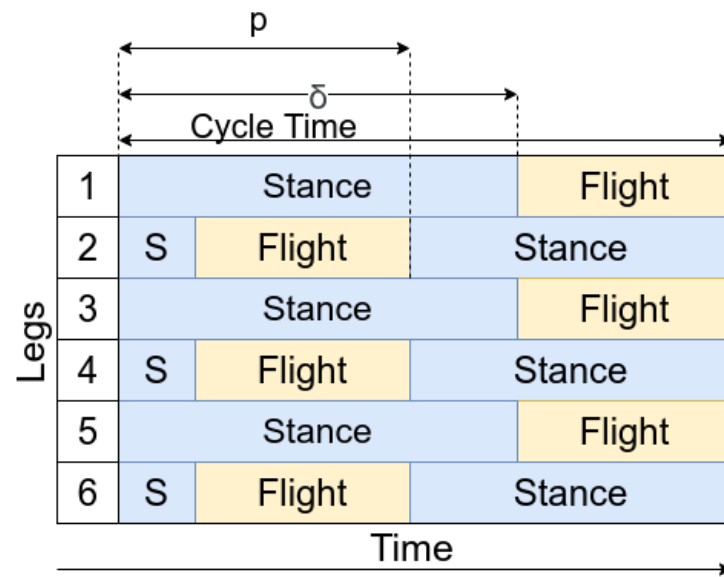 p
δ
Cycle Time
1 Stance Flight
2 S Flight Stance
3 Stance Flight
4 S Flight Stance
5 Stance Flight
6 S Flight Stance
Legs
Time